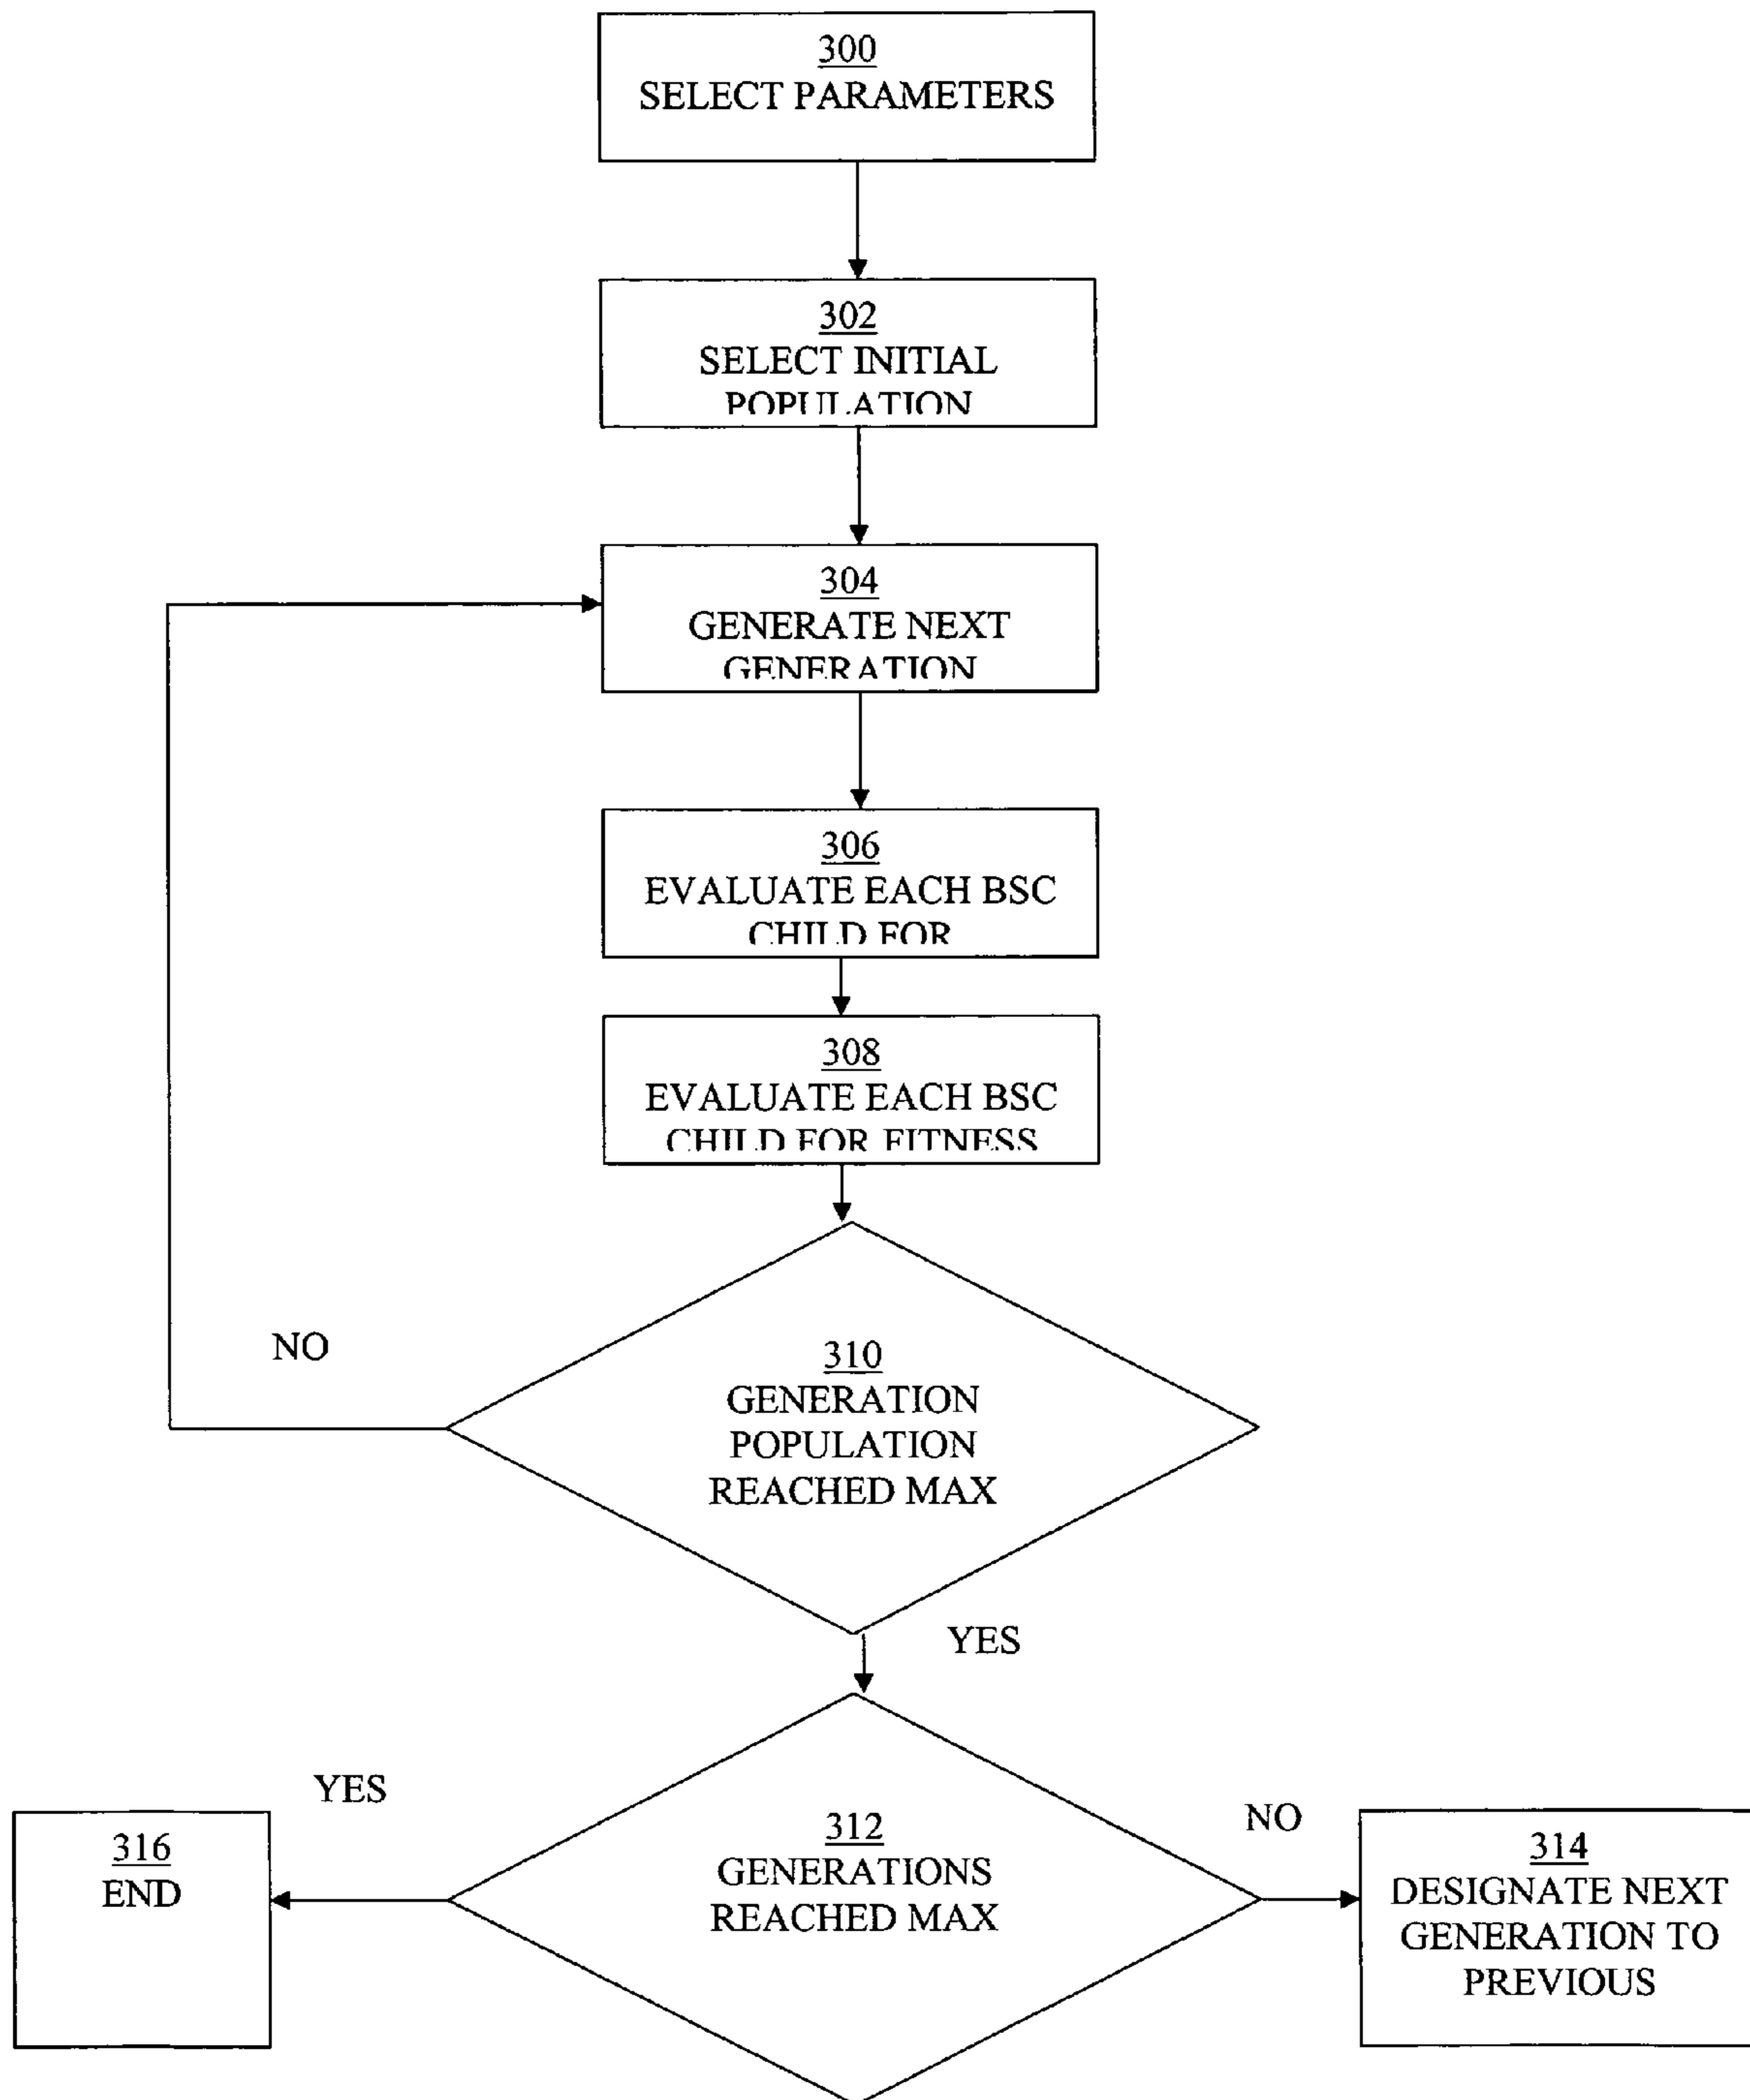 300
SELECT PARAMETERS
302
SELECT INITIAL
POPULATION
304
GENERATE NEXT
GENERATION
306
EVALUATE EACH BSC
CHILD FOR
308
EVALUATE EACH BSC
CHILD FOR FITNESS
NO
310
GENERATION
POPULATION
REACHED MAX
YES
YES
312
GENERATIONS
REACHED MAX
NO
316
END
314
DESIGNATE NEXT
GENERATION TO
PREVIOUS